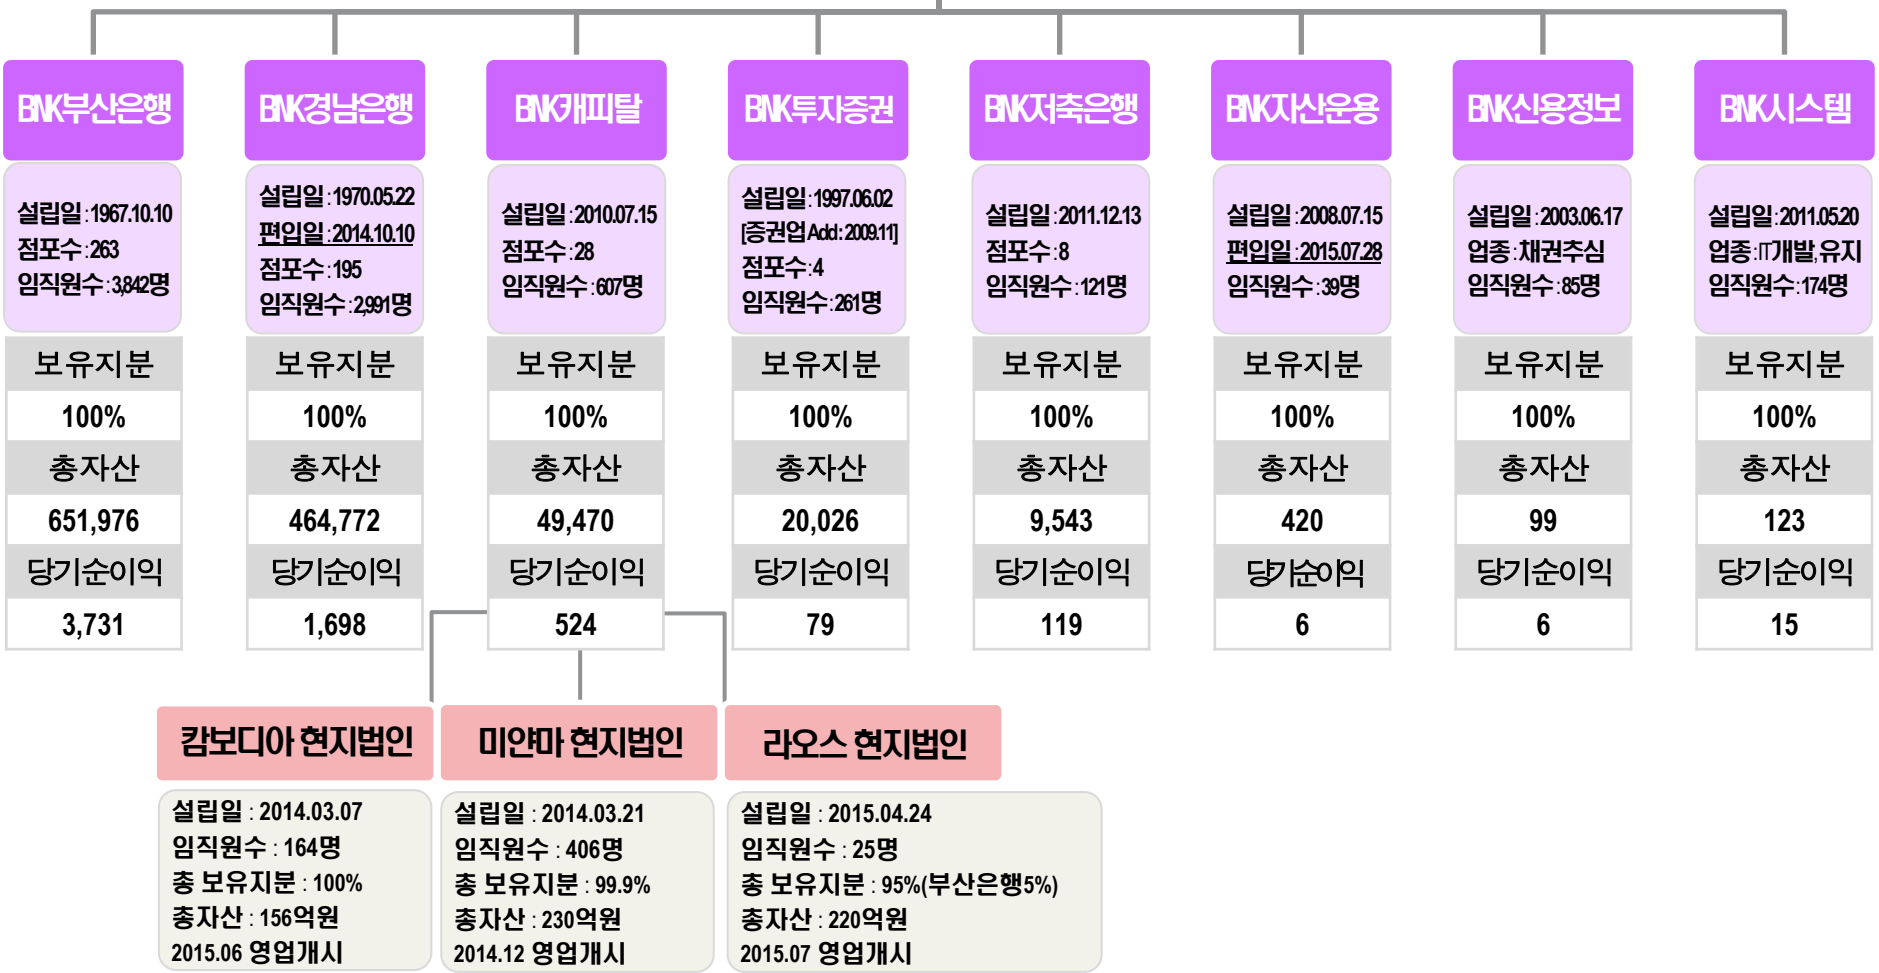 BNK부산은행
설립일 : 1967.10.10
점포수 : 263
임직원수 : 3,842명
보유지분
100%
총자산
651,976
당기순이익
3,731
BNK경남은행
설립일 : 1970.05.22
편입일 : 2014.10.10
점포수 : 195
임직원수 : 2,991명
보유지분
100%
총자산
464,772
당기순이익
1,698
BNK캐피탈
설립일 : 2010.07.15
점포수 : 28
임직원수 : 607명
보유지분
100%
총자산
49,470
당기순이익
524
BNK투자증권
설립일 : 1997.06.02
[증권업 Add : 2009.11]
점포수 : 4
임직원수 : 261명
보유지분
100%
총자산
20,026
당기순이익
79
BNK저축은행
설립일 : 2011.12.13
점포수 : 8
임직원수 : 121명
보유지분
100%
총자산
9,543
당기순이익
119
BNK자산운용
설립일 : 2008.07.15
편입일 : 2015.07.28
임직원수 : 39명
보유지분
100%
총자산
420
당기순이익
6
BNK신용정보
설립일 : 2003.06.17
업종 : 채권추심
임직원수 : 85명
보유지분
100%
총자산
99
당기순이익
6
BNK시스템
설립일 : 2011.05.20
업종 : IT개발,유지
임직원수 : 174명
보유지분
100%
총자산
123
당기순이익
15
캄보디아 현지법인
설립일 : 2014.03.07
임직원수 : 164명
총 보유지분 : 100%
총자산 : 156억원
2015.06 영업개시
미얀마 현지법인
설립일 : 2014.03.21
임직원수 : 406명
총 보유지분 : 99.9%
총자산 : 230억원
2014.12 영업개시
라오스 현지법인
설립일 : 2015.04.24
임직원수 : 25명
총 보유지분 : 95%(부산은행5%)
총자산 : 220억원
2015.07 영업개시